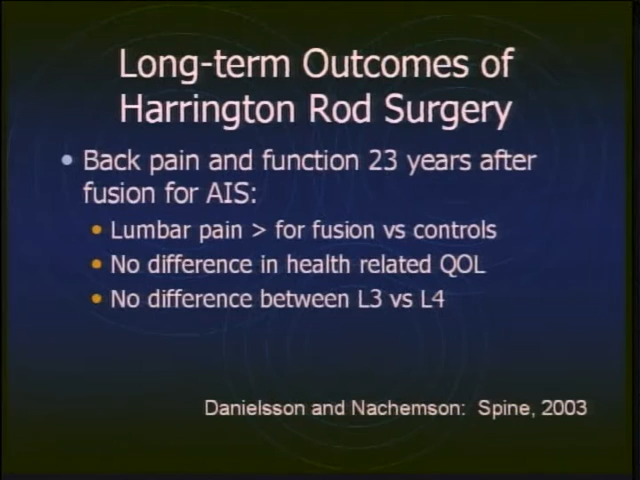 Long-term Outcomes of
Harrington Rod Surgery
• Back pain and function 23 years after
fusion for AIS:
• Lumbar pain > for fusion vs controls
• No difference in health related QOL
• No difference between L3 vs L4
Danielsson and Nachemson: Spine, 2003